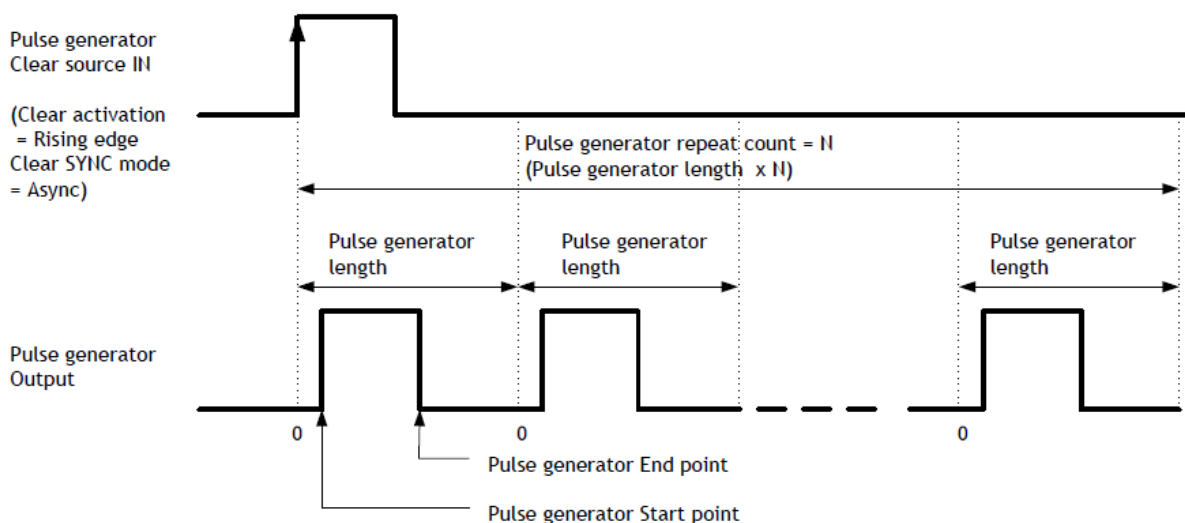 Pulse generator
Clear source IN
(Clear activation
= Rising edge
Clear SYNC mode
= Async)
Pulse generator repeat count = N
(Pulse generator length x N)
Pulse generator
length
Pulse generator
length
Pulse generator
length
Pulse generator
Output
0
0
0
Pulse generator End point
Pulse generator Start point